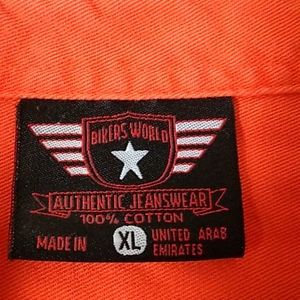 BIKERS WORLD
AUTHENTIC JEANSWEAR
100% COTTON
MADE IN XL UNITED ARAB
EMIRATES